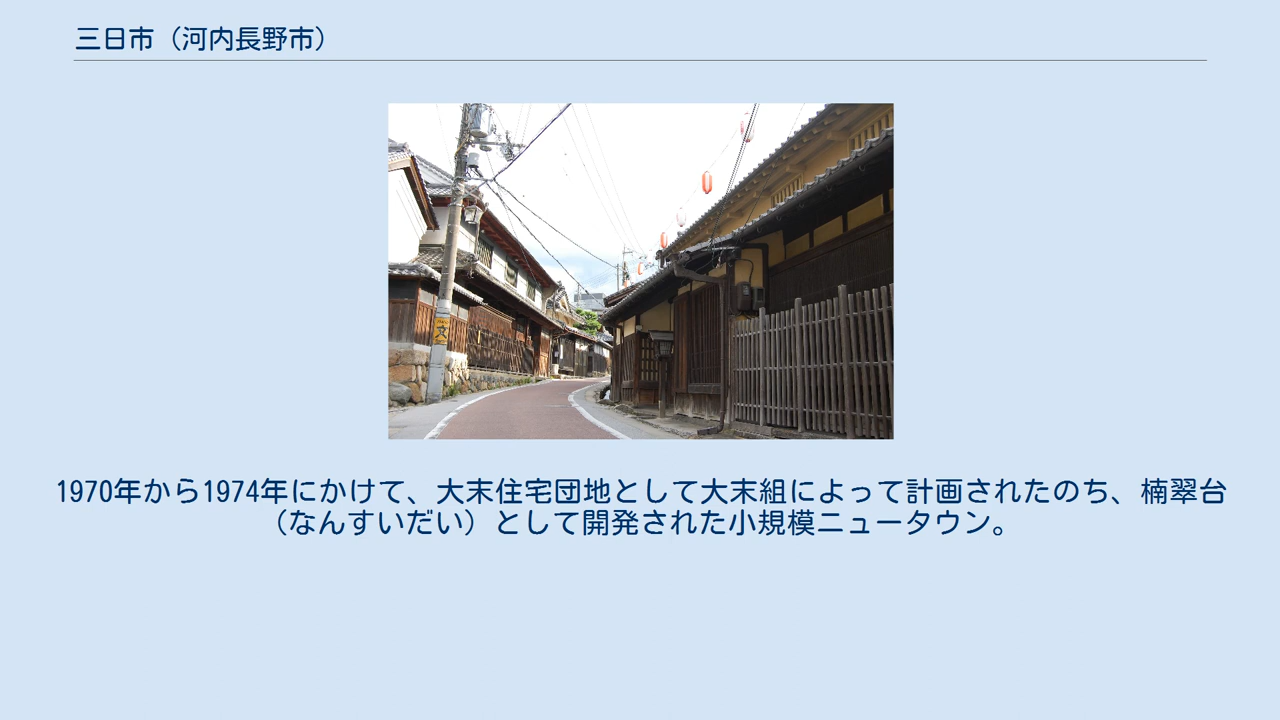 三日市（河内長野市）
文
1970年から1974年にかけて、大末住宅団地として大末組によって計画されたのち、楠翠台
（なんすいだい）として開発された小規模ニュータウン。